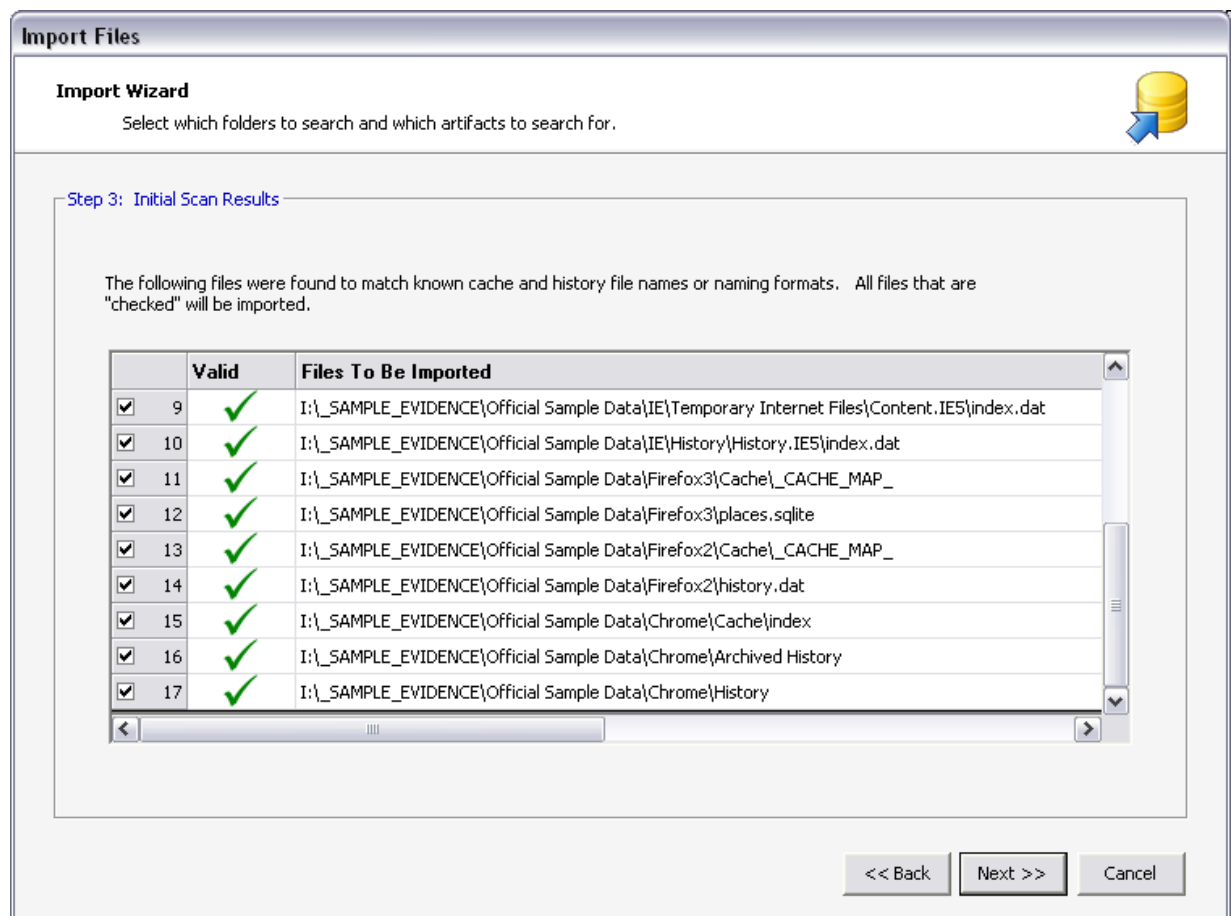 Import Files
Import Wizard
Select which folders to search and which artifacts to search for.
Step 3: Initial Scan Results
The following files were found to match known cache and history file names or naming formats. All files that are
"checked" will be imported.
Valid Files To Be Imported
9 I:\_SAMPLE_EVIDENCE\Official Sample Data\IE\Temporary Internet Files\Content.IE5\index.dat
10 I:\_SAMPLE_EVIDENCE\Official Sample Data\IE\History\History.IE5\index.dat
11 I:\_SAMPLE_EVIDENCE\Official Sample Data\Firefox3\Cache\_CACHE_MAP_
12 I:\_SAMPLE_EVIDENCE\Official Sample Data\Firefox3\places.sqlite
13 I:\_SAMPLE_EVIDENCE\Official Sample Data\Firefox2\Cache\_CACHE_MAP_
14 I:\_SAMPLE_EVIDENCE\Official Sample Data\Firefox2\history.dat
15 I:\_SAMPLE_EVIDENCE\Official Sample Data\Chrome\Cache\index
16 I:\_SAMPLE_EVIDENCE\Official Sample Data\Chrome\Archived History
17 I:\_SAMPLE_EVIDENCE\Official Sample Data\Chrome\History
<< Back Next >> Cancel